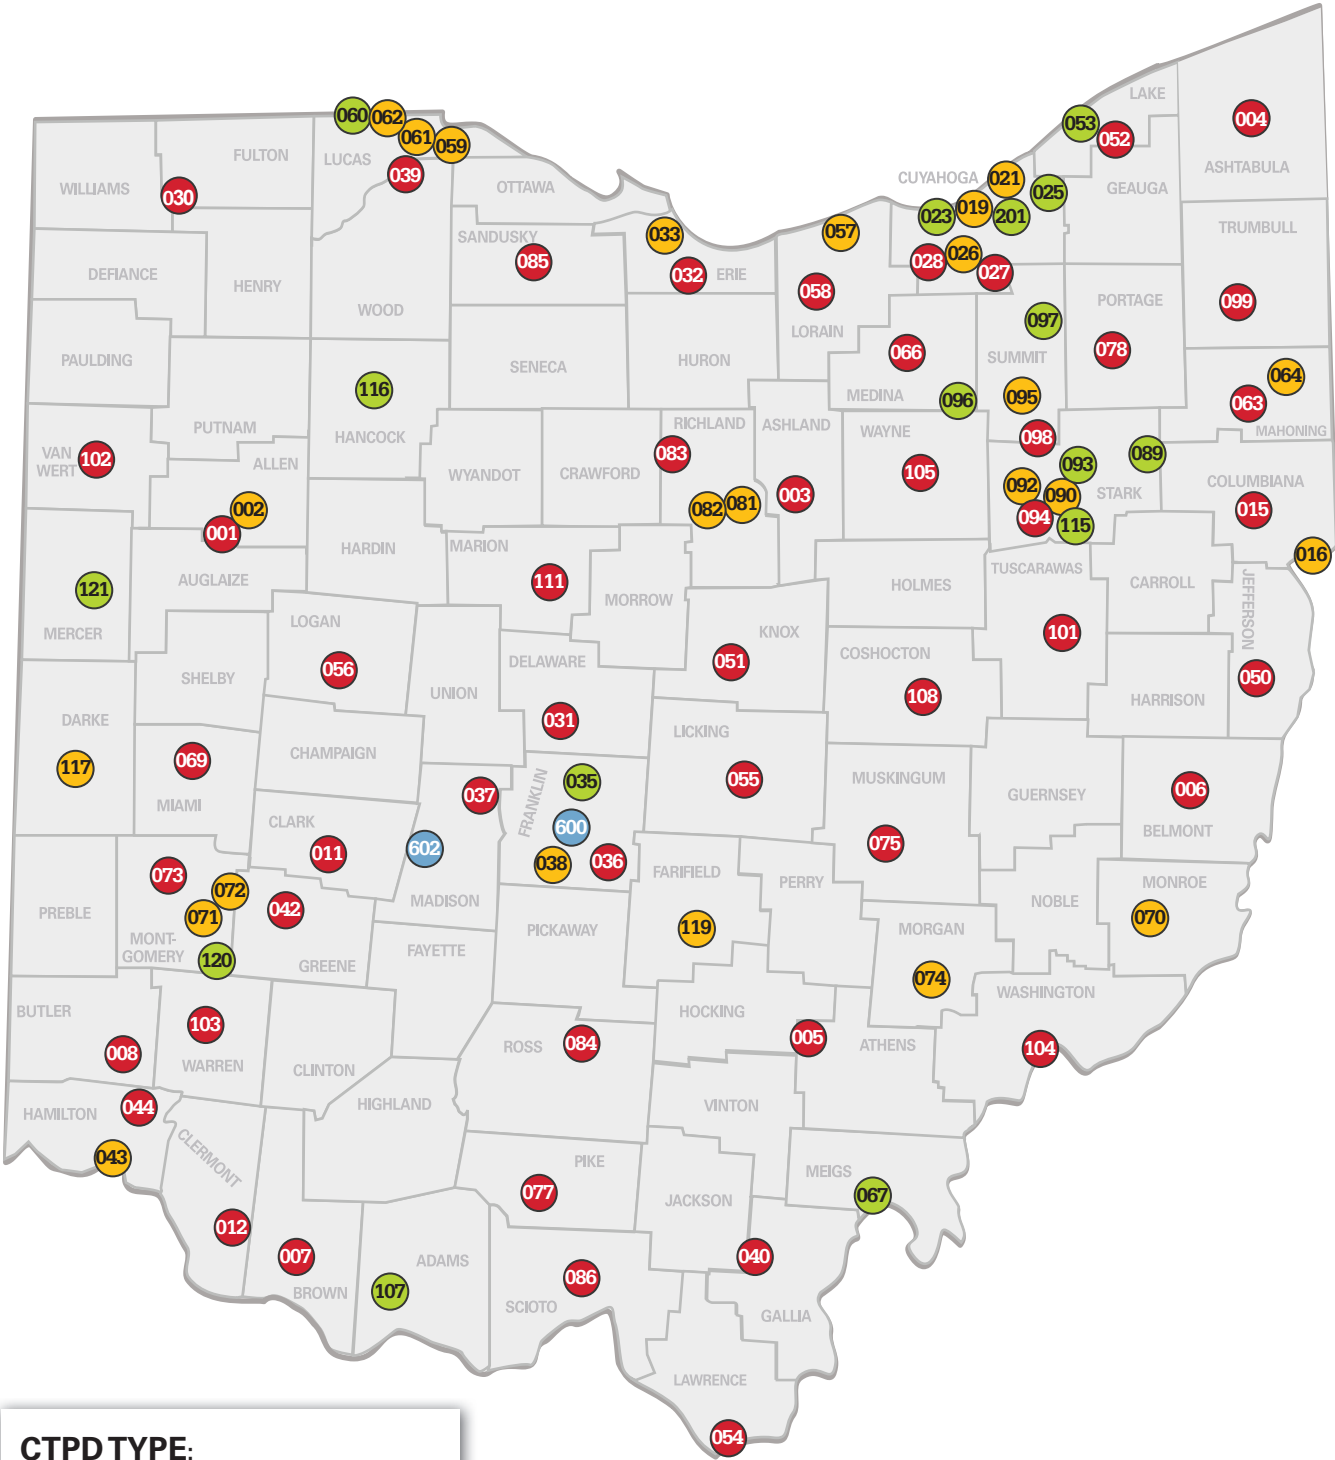 LAKE
004
053
060
062
052
061
059
FULTON
LUCAS
ASHTABULA
039
CUYAHOGA
021
WILLIAMS
030
OTTAWA
025
GEAUGA
019
023
201
TRUMBULL
SANDUSKY
033
057
085
026
028
027
DEFIANCE
032
ERIE
HENRY
058
PORTAGE
099
WOOD
097
LORAIN
PAULDING
HURON
066
SUMMIT
078
SENECA
064
116
MEDINA
096
095
063
PUTNAM
HANCOCK
RICHLAND
ASHLAND
WAYNE
MAHONING
098
VAN
WERT
102
083
089
ALLEN
093
WYANDOT
CRAWFORD
105
COLUMBIANA
092
090
STARK
003
002
082
081
015
094
115
001
HARDIN
MARION
016
AUGLAIZE
TUSCARAWAS
121
111
CARROLL
HOLMES
MORROW
JEFFERSON
LOGAN
MERCER
KNOX
101
DELAWARE
051
COSHOCTON
056
SHELBY
050
UNION
108
HARRISON
DARKE
031
LICKING
CHAMPAIGN
069
117
055
MUSKINGUM
035
006
037
GUERNSEY
FRANKLIN
MIAMI
CLARK
600
BELMONT
602
075
011
036
038
073
FARIFIELD
PERRY
MONROE
072
MADISON
NOBLE
042
PREBLE
071
070
PICKAWAY
119
MORGAN
MONT-
GOMERY
FAYETTE
120
GREENE
074
WASHINGTON
BUTLER
HOCKING
103
005
084
ROSS
ATHENS
104
008
WARREN
CLINTON
HIGHLAND
VINTON
044
HAMILTON
CLERMONT
043
PIKE
MEIGS
077
067
JACKSON
012
007
040
ADAMS
086
107
BROWN
SCIOTO
GALLIA
LAWRENCE
054
CTPD TYPE: